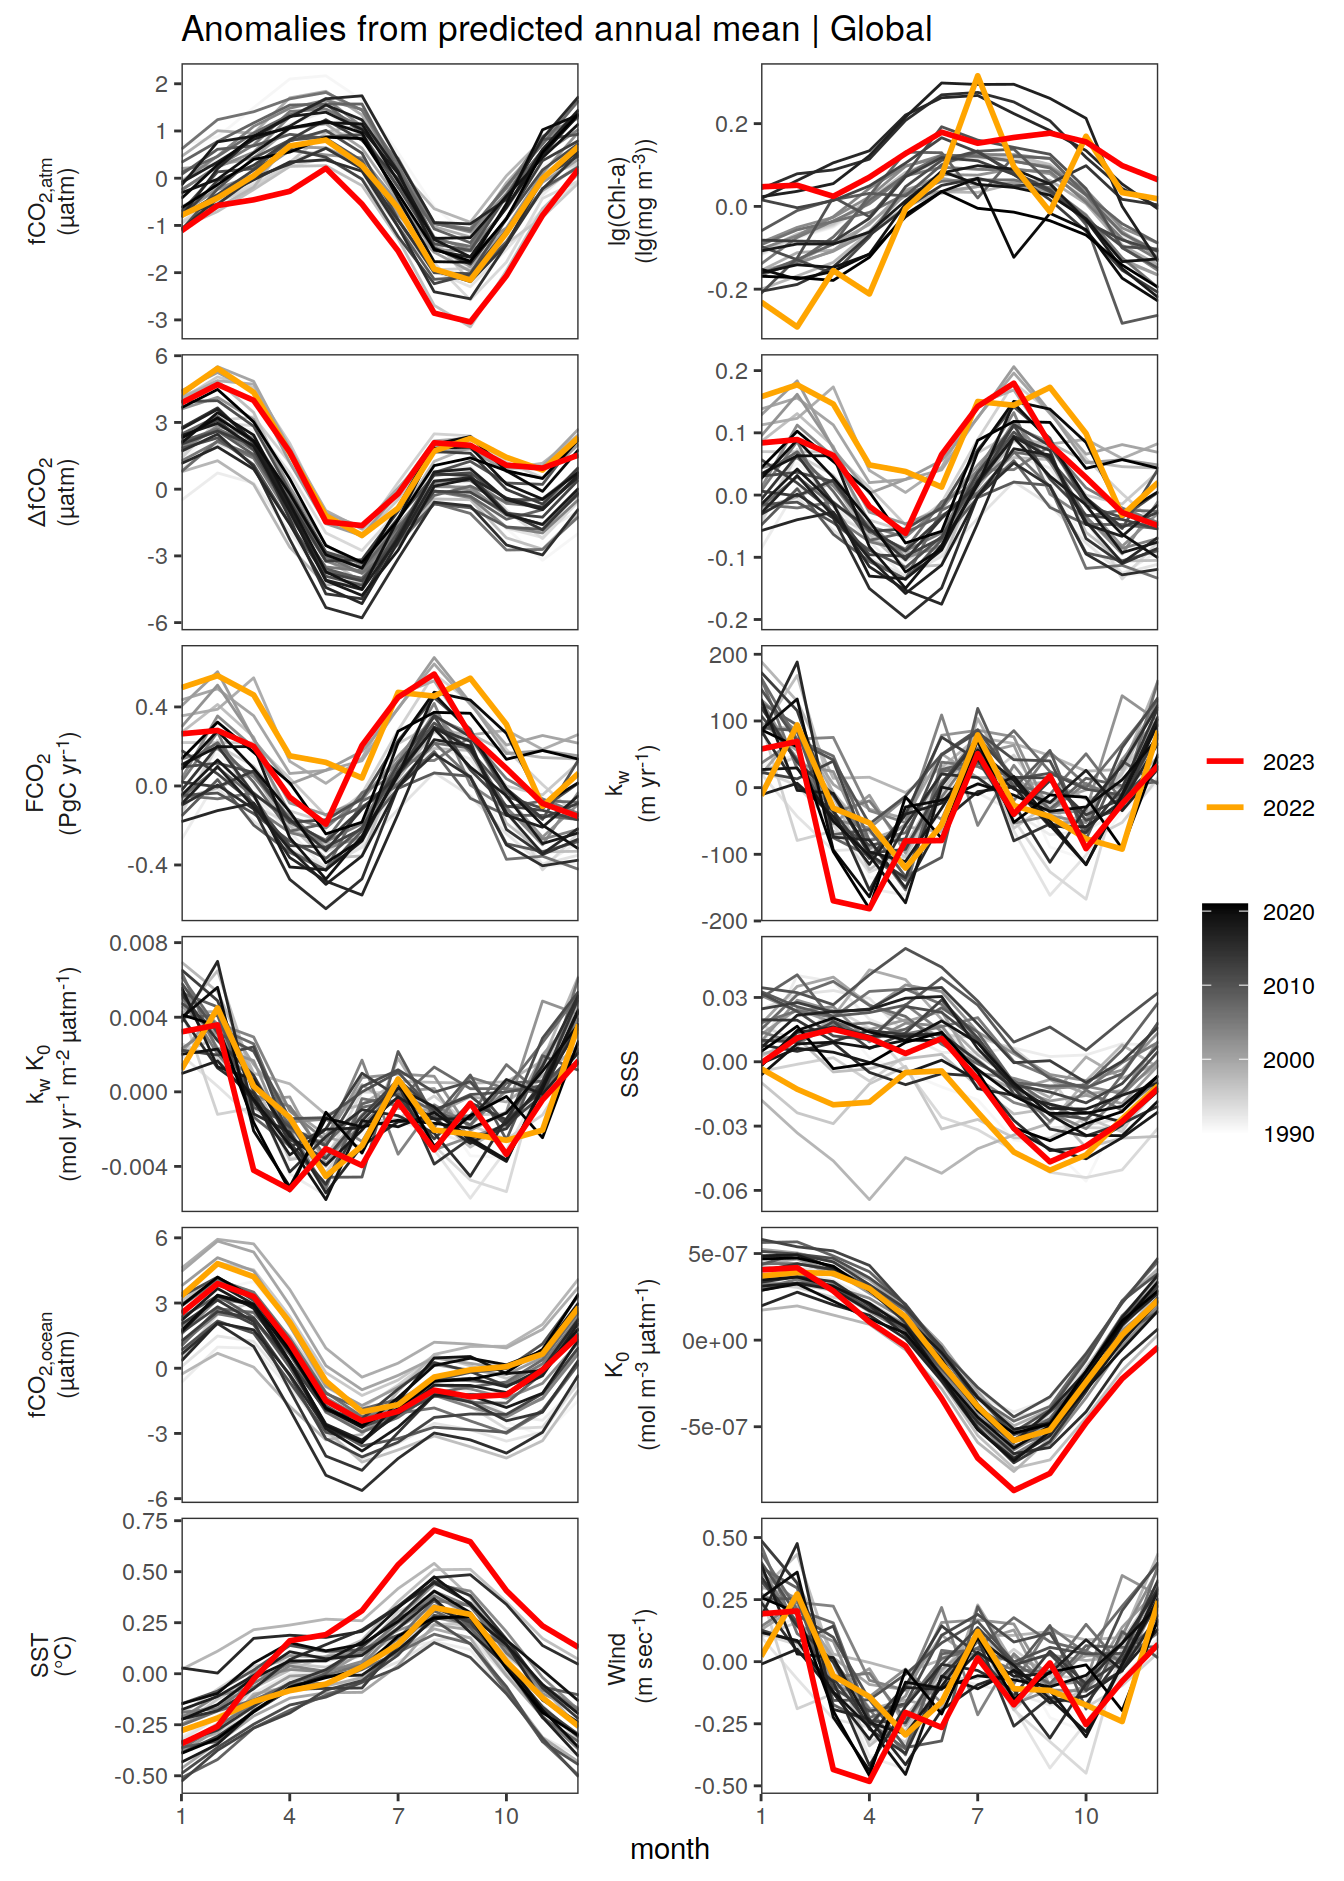 Anomalies from predicted annual mean | Global
fCO2,atm
(µatm)
2
1
0
-1
-2
-3
lg(Chl-a)
(lg(mg m-3))
0.2
0.0
-0.2
ΔfCO2
(µatm)
6
3
0
-3
-6
0.2
0.1
0.0
-0.1
-0.2
FCO2
(PgC yr-1)
0.4
0.0
-0.4
kw
(m yr-1)
200
100
0
-100
-200
kw K0
(mol yr-1 m-2 µatm-1)
0.008
0.004
0.000
-0.004
SSS
0.03
0.00
-0.03
-0.06
fCO2,ocean
(µatm)
6
3
0
-3
-6
K0
(mol m-3 µatm-1)
5e-07
0e+00
-5e-07
SST
(°C)
0.75
0.50
0.25
0.00
-0.25
-0.50
Wind
(m sec-1)
0.50
0.25
0.00
-0.25
-0.50
1 4 7 10
1 4 7 10
month
2023
2022
2020
2010
2000
1990